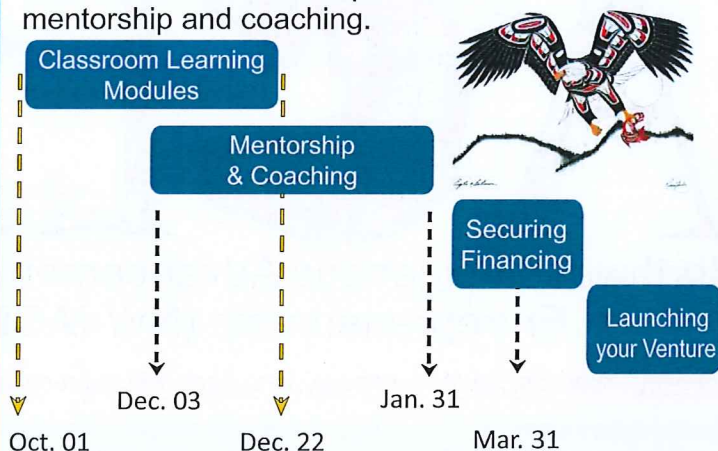 mentorship and coaching.
Classroom Learning
Modules
Mentorship
& Coaching
Securing
Financing
Launching
your Venture
Dec. 03
Jan. 31
Oct. 01
Dec. 22
Mar. 31